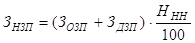 З_НЗП = (З_ОЗП + З_ДЗП) · Н_НН / 100